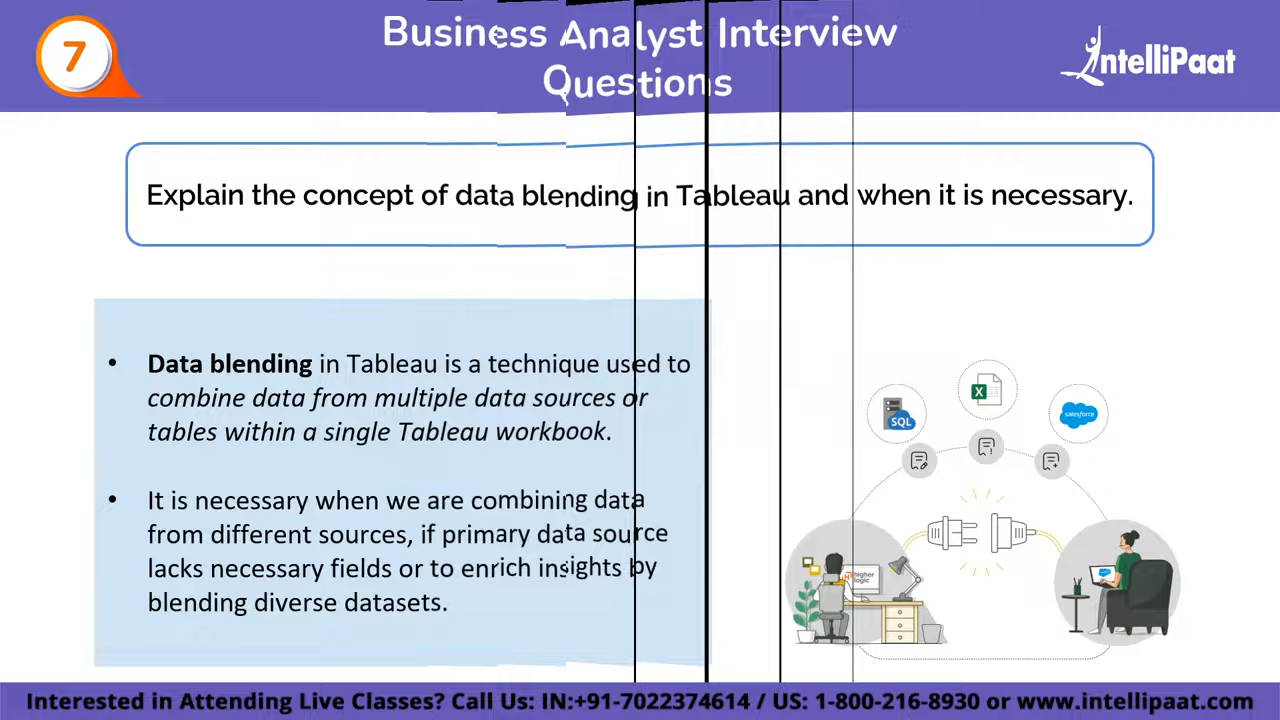 7
Business Analyst Interview
Questions
IntelliPaat
Explain the concept of data blending in Tableau and when it is necessary.
• Data blending in Tableau is a technique used to
combine data from multiple data sources or
tables within a single Tableau workbook.
• It is necessary when we are combining data
from different sources, if primary data source
lacks necessary fields or to enrich insights by
blending diverse datasets.
SQL
X
salesforce
higher
logic
Interested in Attending Live Classes? Call Us: IN:+91-7022374614 / US: 1-800-216-8930 or www.intellipaat.com